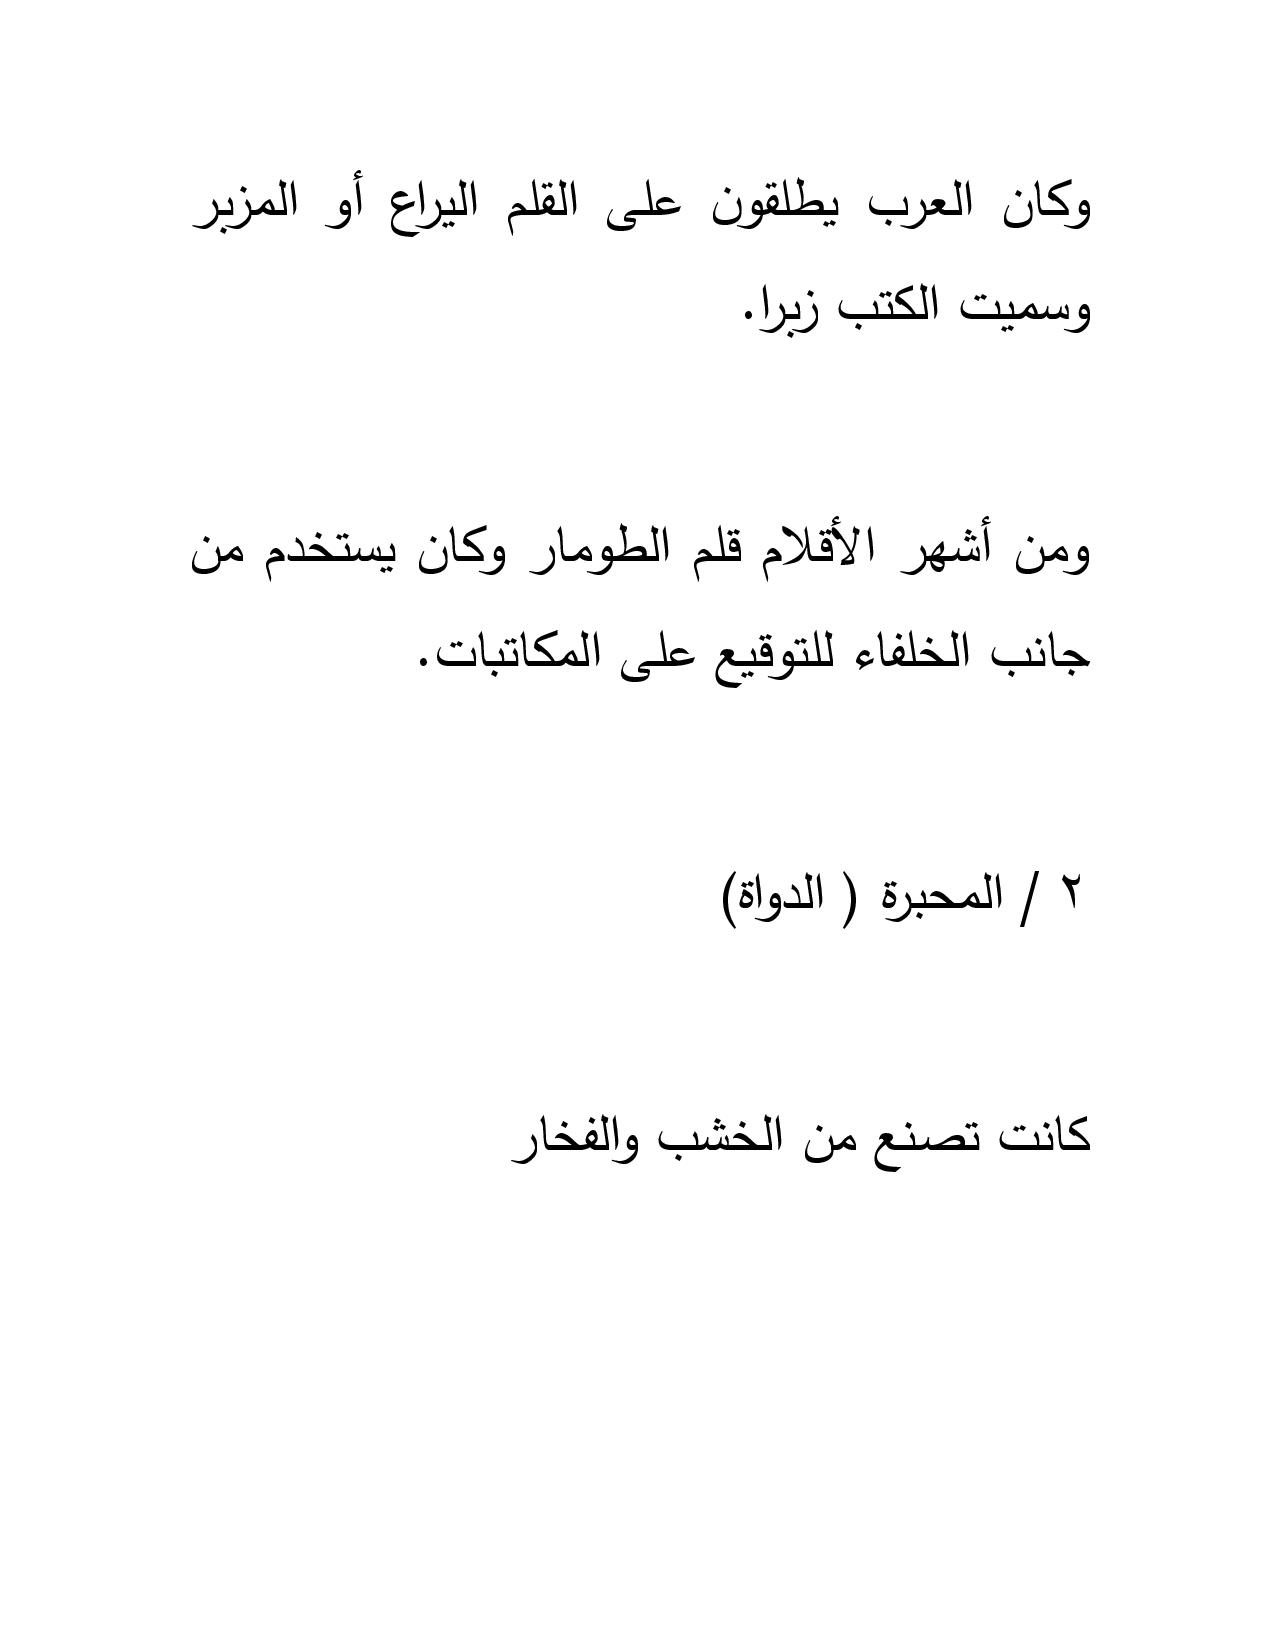 وكان العرب يطلقون على القلم اليراع أو المزبر
وسميت الكتب زبرا.
ومن أشهر الأقلام قلم الطومار وكان يستخدم من
جانب الخلفاء للتوقيع على المكاتبات.
٢ / المحبرة ( الدواة)
كانت تصنع من الخشب والفخار